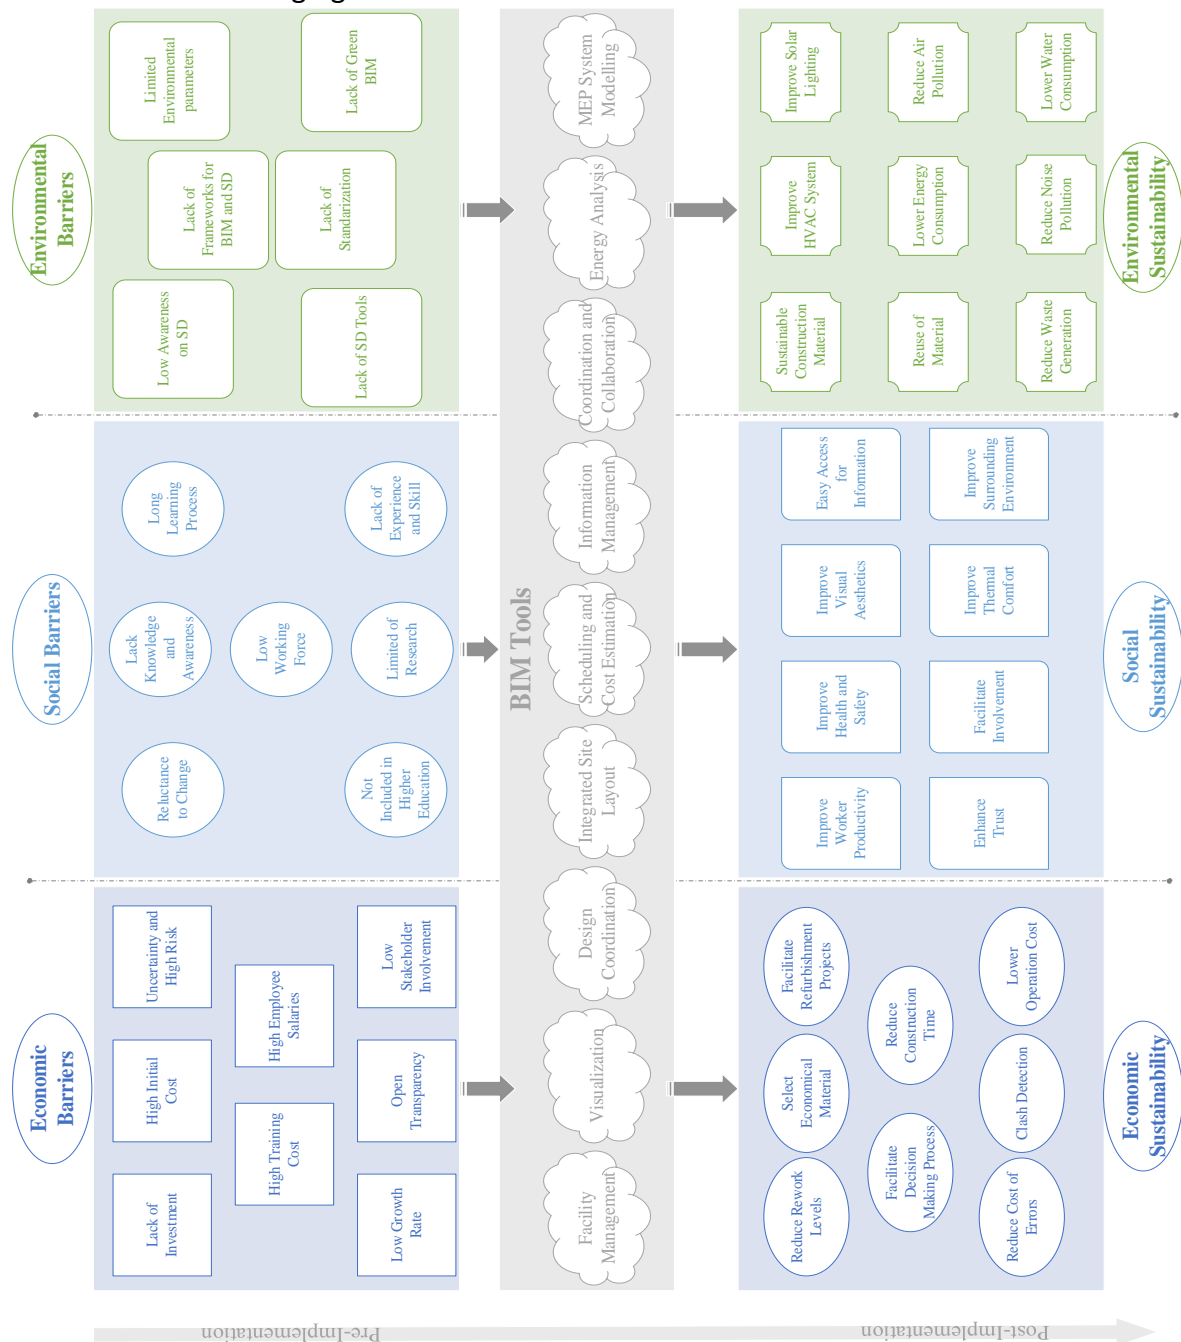 Environmental
Barriers
Limited
Environmental
parameters
Lack of Green
BIM
Lack of
Frameworks for
BIM and SD
Lack of
Standarization
Low Awareness
on SD
Lack of SD Tools
Social Barriers
Long
Learning
Process
Lack of
Experience
and Skill
Lack
Knowledge
and
Awareness
Low
Working
Force
Limited of
Research
Reluctance
to Change
Not
Included in
Higher
Education
Economic
Barriers
Uncertainty and
High Risk
Low
Stakeholder
Involvement
High Employee
Salaries
High Initial
Cost
Open
Transparency
High Training
Cost
Lack of
Investment
Low Growth
Rate
BIM Tools
MEP System
Modelling
Energy Analysis
Coordination and
Collaboration
Information
Management
Scheduling and
Cost Estimation
Integrated Site
Layout
Design
Coordination
Visualization
Facility
Management
Improve Solar
Lighting
Reduce Air
Pollution
Lower Water
Consumption
Improve
HVAC System
Lower Energy
Consumption
Reduce Noise
Pollution
Sustainable
Construction
Material
Reuse of
Material
Reduce Waste
Generation
Environmental
Sustainability
Easy Access
for
Information
Improve
Surrounding
Environment
Improve
Visual
Aesthetics
Improve
Thermal
Comfort
Improve
Health and
Safety
Facilitate
Involvement
Improve
Worker
Productivity
Enhance
Trust
Social
Sustainability
Facilitate
Refurbishment
Projects
Lower
Operation Cost
Reduce
Construction
Time
Select
Economical
Material
Clash Detection
Facilitate
Decision
Making Process
Reduce Rework
Levels
Reduce Cost of
Errors
Economic
Sustainability
Pre-Implementation
Post-Implementation